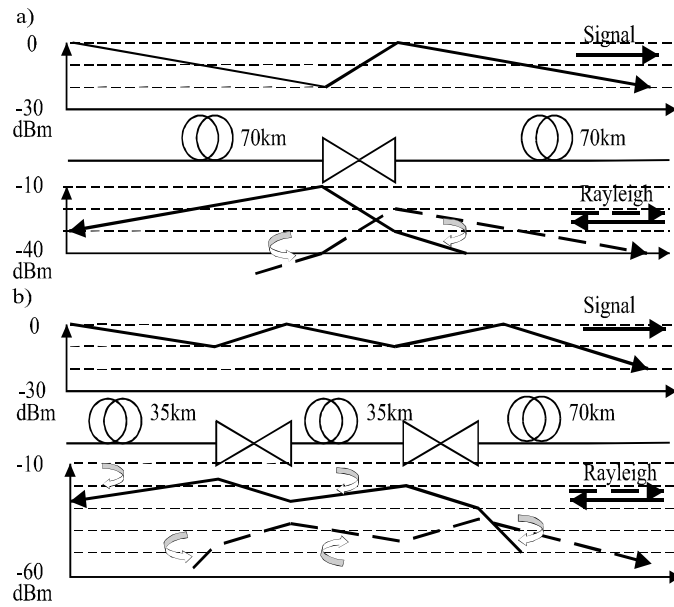 a)
0
Signal
-30
dBm
70km
70km
-10
Rayleigh
-40
dBm
b)
0
Signal
-30
dBm
35km
35km
70km
-10
Rayleigh
-60
dBm